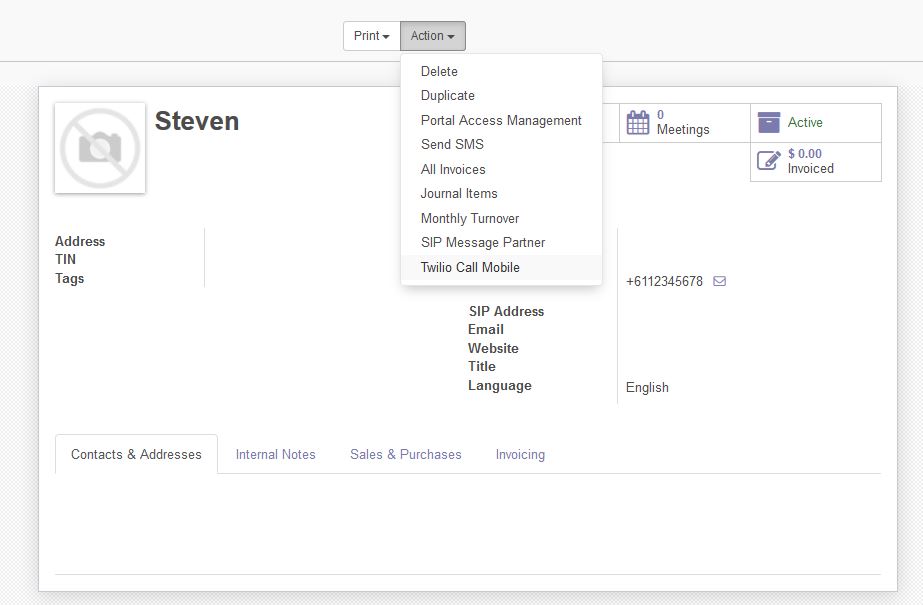 Print
Action
Delete
Duplicate
Portal Access Management
Send SMS
All Invoices
Journal Items
Monthly Turnover
SIP Message Partner
Twilio Call Mobile
Steven
0
Meetings
Active
$ 0.00
Invoiced
Address
TIN
Tags
+6112345678
SIP Address
Email
Website
Title
Language
English
Contacts & Addresses
Internal Notes
Sales & Purchases
Invoicing